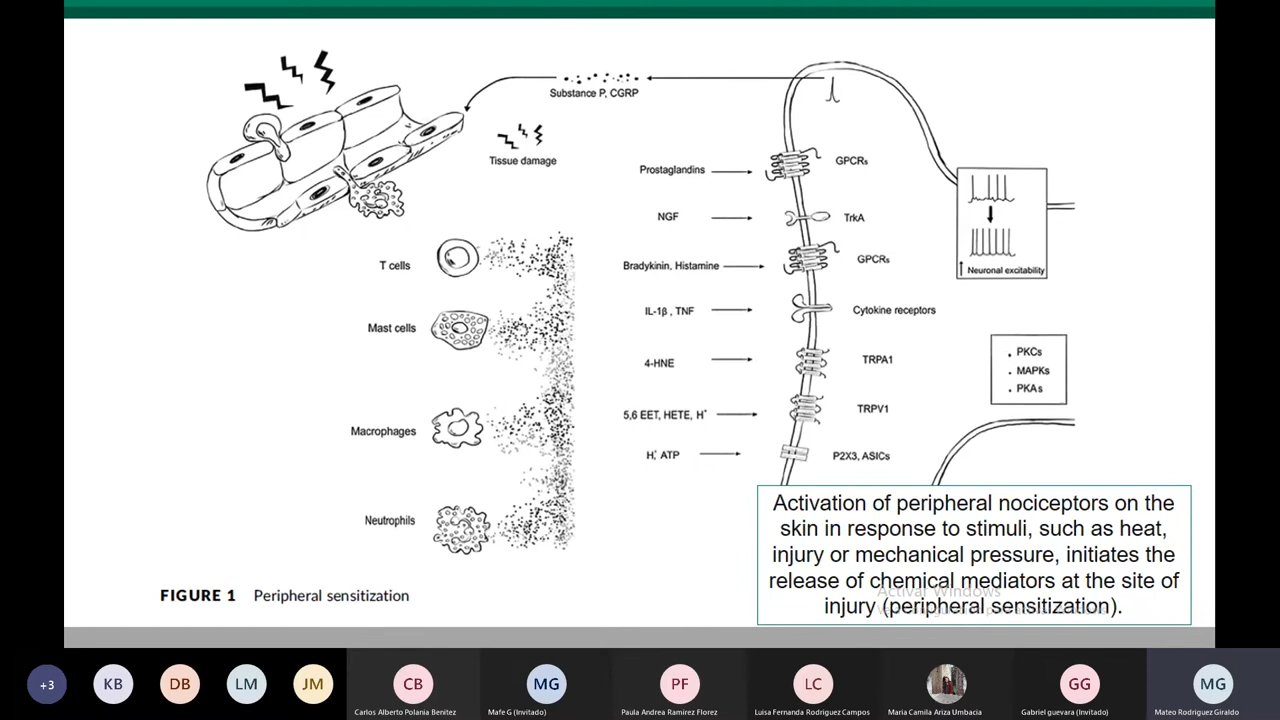 Substance P, CGRP
Tissue damage
Prostaglandins
GPCRs
NGF
TrkA
Bradykinin, Histamine
GPCRs
IL-1β , TNF
Cytokine receptors
4-HNE
TRPA1
5,6 EET, HETE, H+
TRPV1
H+, ATP
P2X3, ASICs
T cells
Mast cells
Macrophages
Neutrophils
↑ Neuronal excitability
• PKCs
• MAPKs
• PKAs
Activation of peripheral nociceptors on the
skin in response to stimuli, such as heat,
injury or mechanical pressure, initiates the
release of chemical mediators at the site of
injury (peripheral sensitization).
Activar Windows
FIGURE 1 Peripheral sensitization
+3
KB
DB
LM
JM
CB
Carlos Alberto Polania Benitez
MG
Mafe G (Invitado)
PF
Paula Andrea Ramirez Florez
LC
Luisa Fernanda Rodriguez Campos
Maria Camila Ariza Umbacia
GG
Gabriel guevara (Invitado)
MG
Mateo Rodriguez Giraldo